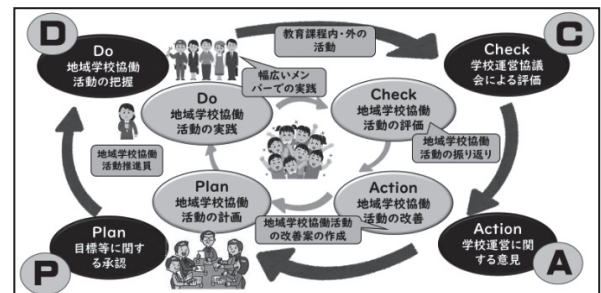 D
Do
地域学校協働
活動の把握
教育課程内・外の
活動
C
Check
学校運営協議
会による評価
幅広いメン
バーでの実践
Do
地域学校協働
活動の実践
Check
地域学校協働
活動の評価
地域学校協働
活動の振り返り
地域学校協働
活動推進員
Plan
地域学校協働
活動の計画
Action
地域学校協働
活動の改善
地域学校協働活動
の改善案の作成
Plan
目標等に関す
る承認
P
Action
学校運営に関
する意見
A